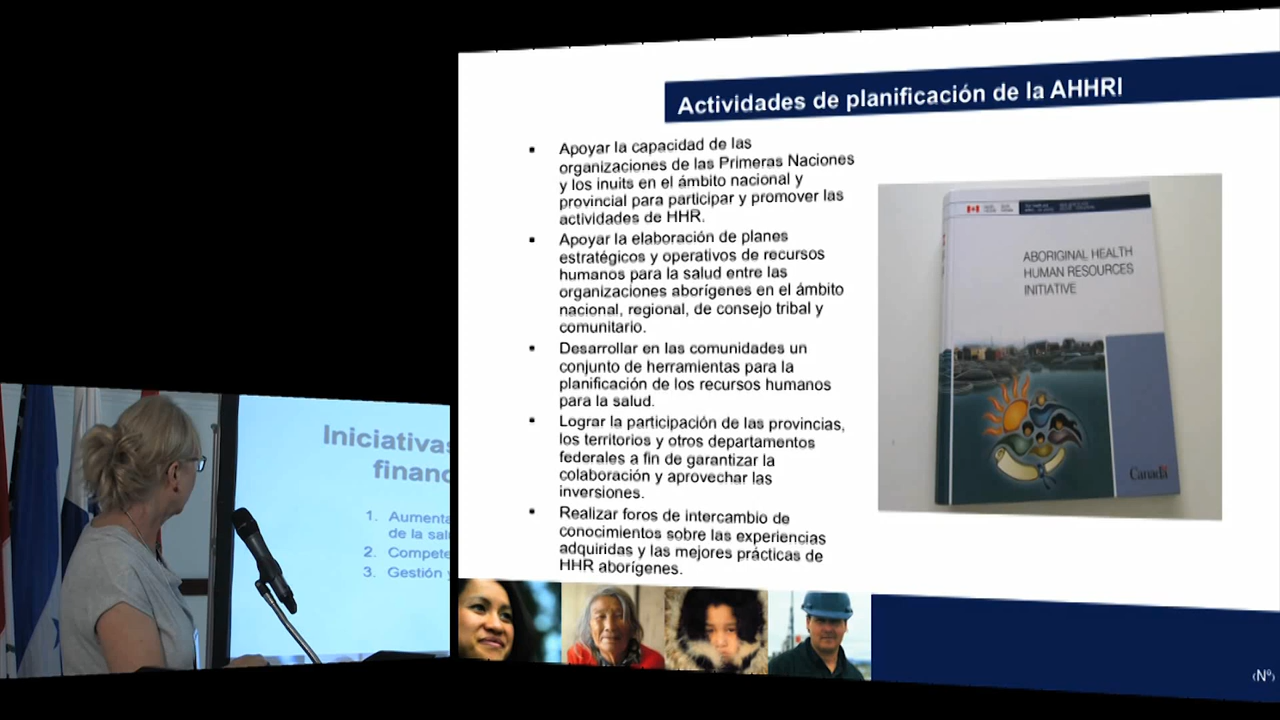 Actividades de planificación de la AHHRI
▪ Apoyar la capacidad de las
organizaciones de las Primeras Naciones
y los inuits en el ámbito nacional y
provincial para participar y promover las
actividades de HHR.
▪ Apoyar la elaboración de planes
estratégicos y operativos de recursos
humanos para la salud entre las
organizaciones aborígenes en el ámbito
nacional, regional, de consejo tribal y
comunitario.
▪ Desarrollar en las comunidades un
conjunto de herramientas para la
planificación de los recursos humanos
para la salud.
▪ Lograr la participación de las provincias,
los territorios y otros departamentos
federales a fin de garantizar la
colaboración y aprovechar las
inversiones.
▪ Realizar foros de intercambio de
conocimientos sobre las experiencias
adquiridas y las mejores prácticas de
HHR aborígenes.
ABORIGINAL HEALTH
HUMAN RESOURCES
INITIATIVE
Canada
‹Nº›
Iniciativas
financ
1. Aumenta
de la sal
2. Compete
3. Gestión y